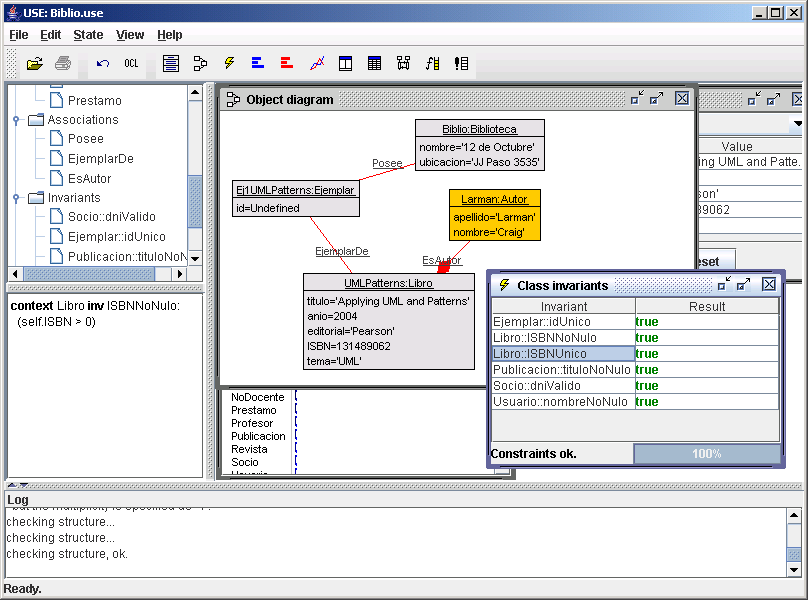 USE: Biblio.use
File Edit State View Help
OCL
Prestamo
Associations
Posee
EjemplarDe
EsAutor
Invariants
Socio::dniValido
Ejemplar::idUnico
Publicacion::tituloNoN
context Libro inv ISBNNoNulo:
(self.ISBN > 0)
Object diagram
Biblio:Biblioteca
nombre='12 de Octubre'
ubicacion='JJ Paso 3535'
Posee
Ej1UMLPatterns:Ejemplar
id=Undefined
Larman:Autor
apellido='Larman'
nombre='Craig'
EjemplarDe
EsAutor
UMLPatterns:Libro
titulo='Applying UML and Patterns'
anio=2004
editorial='Pearson'
ISBN=131489062
tema='UML'
Value
ing UML and Patte..
on'
9062
eset
Class invariants
Invariant Result
Ejemplar::idUnico true
Libro::ISBNNoNulo true
Libro::ISBNUnico true
Publicacion::tituloNoNulo true
Socio::dniValido true
Usuario::nombreNoNulo true
Constraints ok. 100%
NoDocente
Prestamo
Profesor
Publicacion
Revista
Socio
Log
checking structure...
checking structure...
checking structure, ok.
Ready.